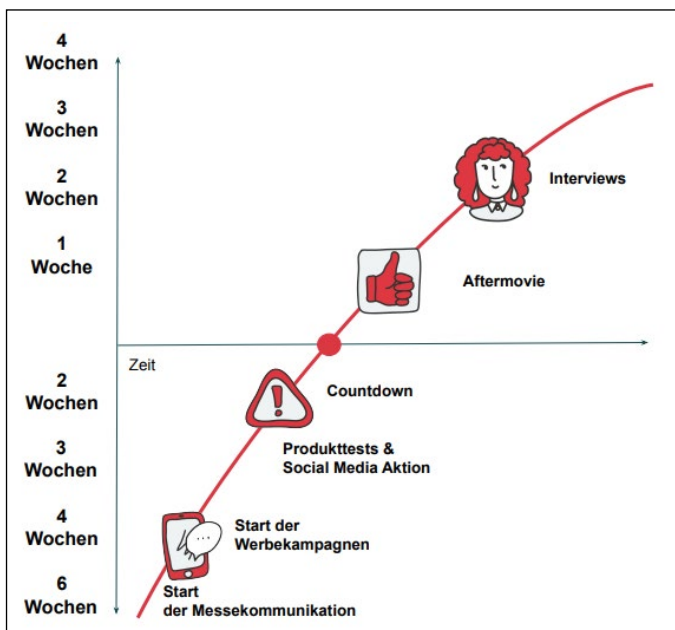 4
Wochen
3
Wochen
2
Wochen
Interviews
1
Woche
Aftermovie
Zeit
2
Wochen
Countdown
3
Wochen
Produkttests &
Social Media Aktion
4
Wochen
Start der
Werbekampagnen
6
Wochen
Start
der Messekommunikation